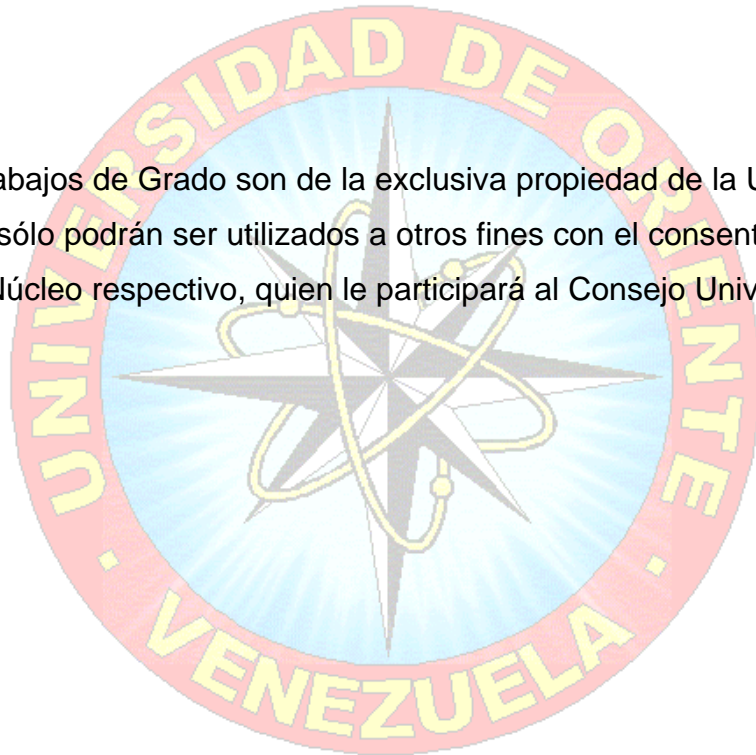 UNIVERSIDAD DE ORIENTE
abajos de Grado son de la exclusiva propiedad de la U
sólo podrán ser utilizados a otros fines con el consent
Núcleo respectivo, quien le participará al Consejo Univ
VENEZUELA